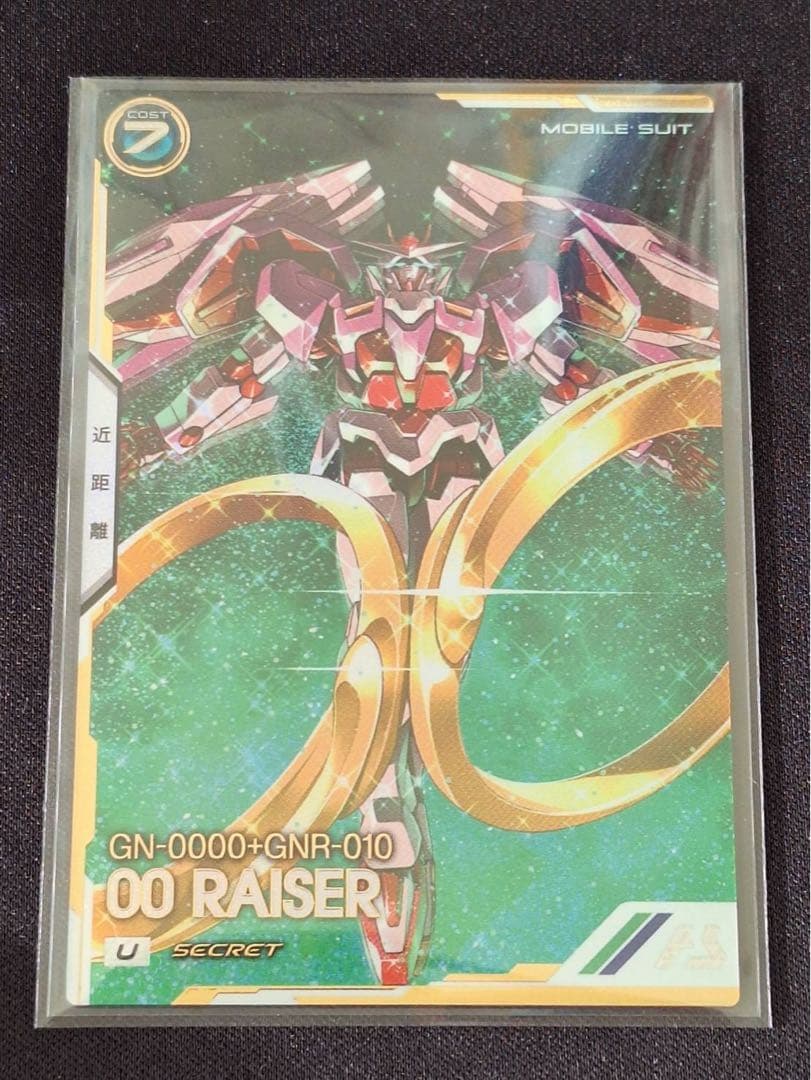 COST
7
MOBILE SUIT
近距離
GN-0000+GNR-010
00 RAISER
U SECRET